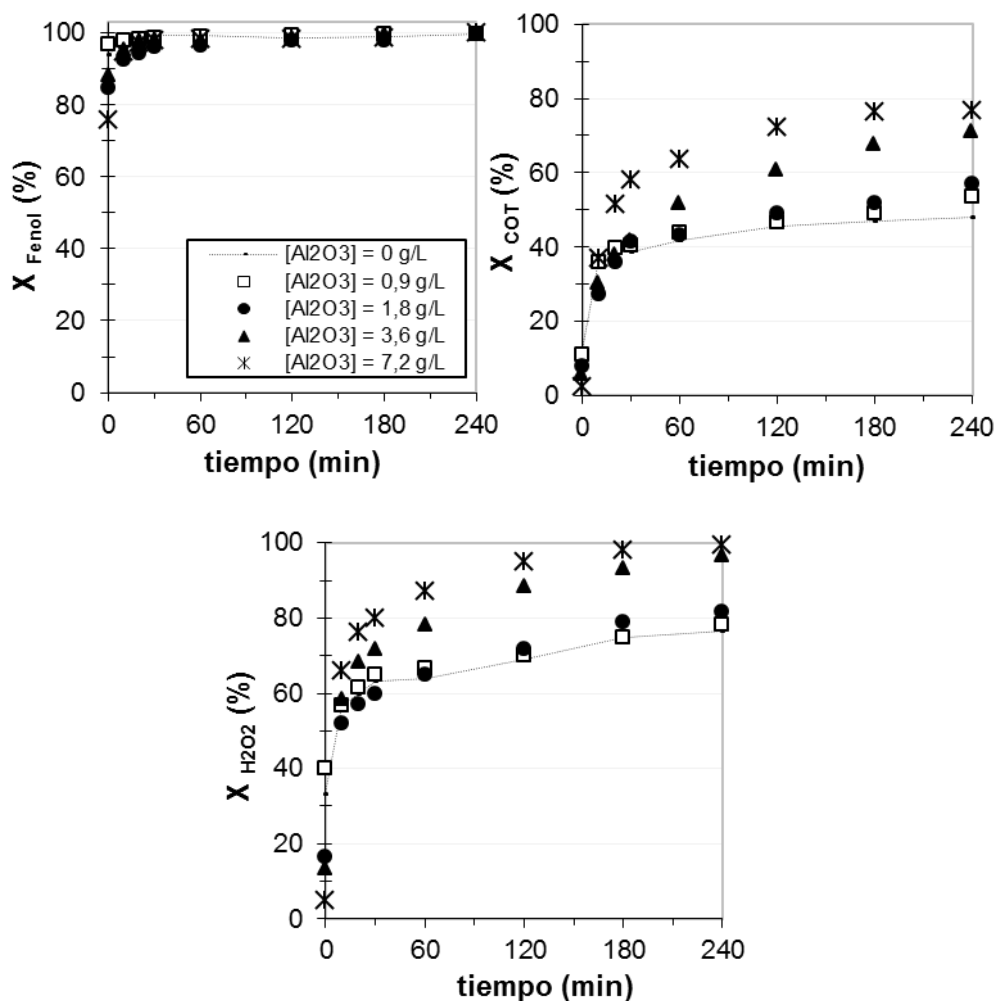 100
80
60
40
20
0
X Fenol (%)
[Al2O3] = 0 g/L
[Al2O3] = 0,9 g/L
[Al2O3] = 1,8 g/L
[Al2O3] = 3,6 g/L
[Al2O3] = 7,2 g/L
0 60 120 180 240
tiempo (min)
100
80
60
40
20
0
X COT (%)
0 60 120 180 240
tiempo (min)
100
80
60
40
20
0
X H2O2 (%)
0 60 120 180 240
tiempo (min)